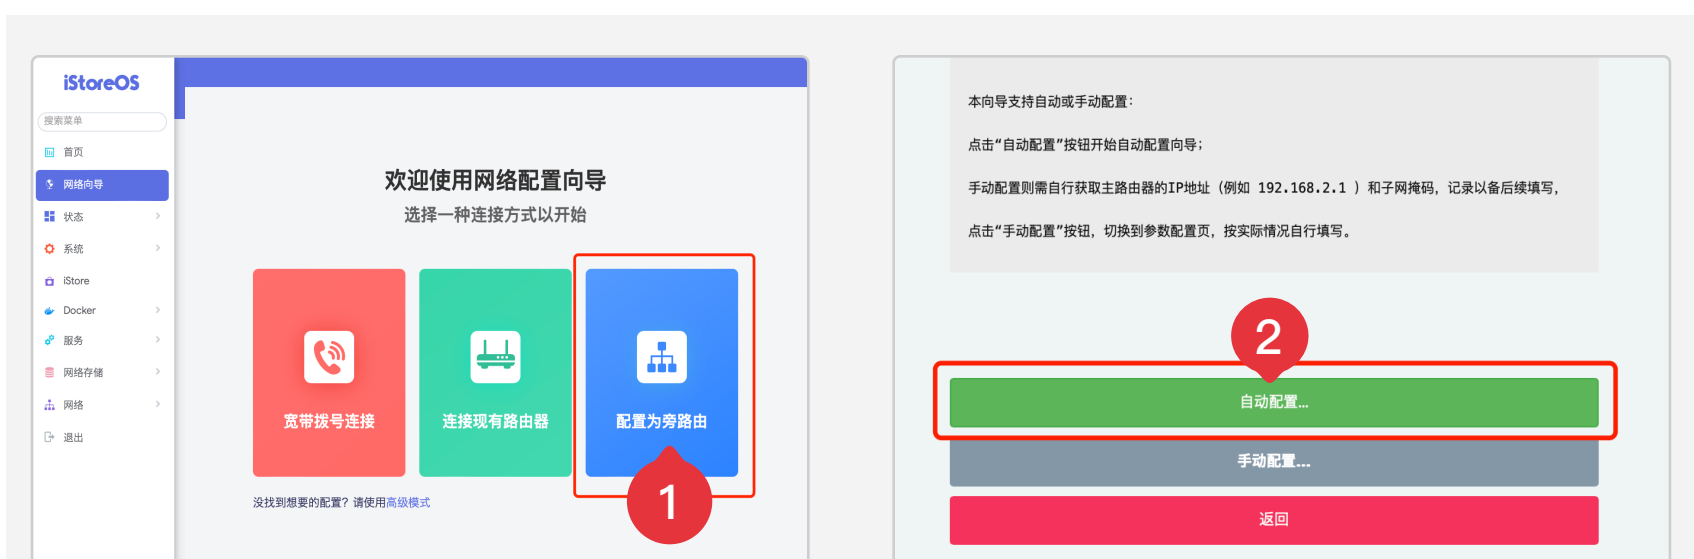 iStoreOS
搜索菜单
首页
网络向导
状态
系统
iStore
Docker
服务
网络存储
网络
退出
欢迎使用网络配置向导
选择一种连接方式以开始
宽带拨号连接
连接现有路由器
配置为旁路由
1
没找到想要的配置？请使用高级模式
本向导支持自动或手动配置：
点击“自动配置”按钮开始自动配置向导；
手动配置则需自行获取主路由器的IP地址（例如 192.168.2.1 ）和子网掩码，记录以备后续填写，
点击“手动配置”按钮，切换到参数配置页，按实际情况自行填写。
2
自动配置...
手动配置...
返回